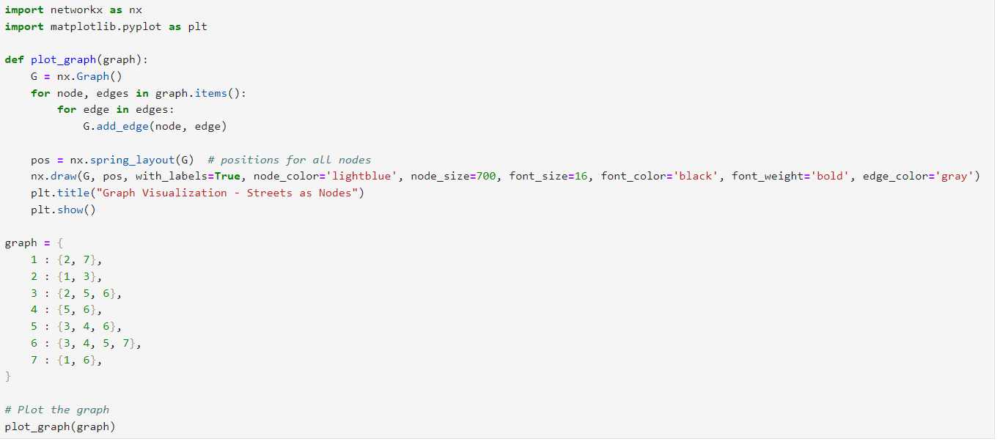 import networkx as nx
import matplotlib.pyplot as plt

def plot_graph(graph):
    G = nx.Graph()
    for node, edges in graph.items():
        for edge in edges:
            G.add_edge(node, edge)

    pos = nx.spring_layout(G)  # positions for all nodes
    nx.draw(G, pos, with_labels=True, node_color='lightblue', node_size=700, font_size=16, font_color='black', font_weight='bold', edge_color='gray')
    plt.title("Graph Visualization - Streets as Nodes")
    plt.show()

graph = {
    1 : {2, 7},
    2 : {1, 3},
    3 : {2, 5, 6},
    4 : {5, 6},
    5 : {3, 4, 6},
    6 : {3, 4, 5, 7},
    7 : {1, 6},
}

# Plot the graph
plot_graph(graph)